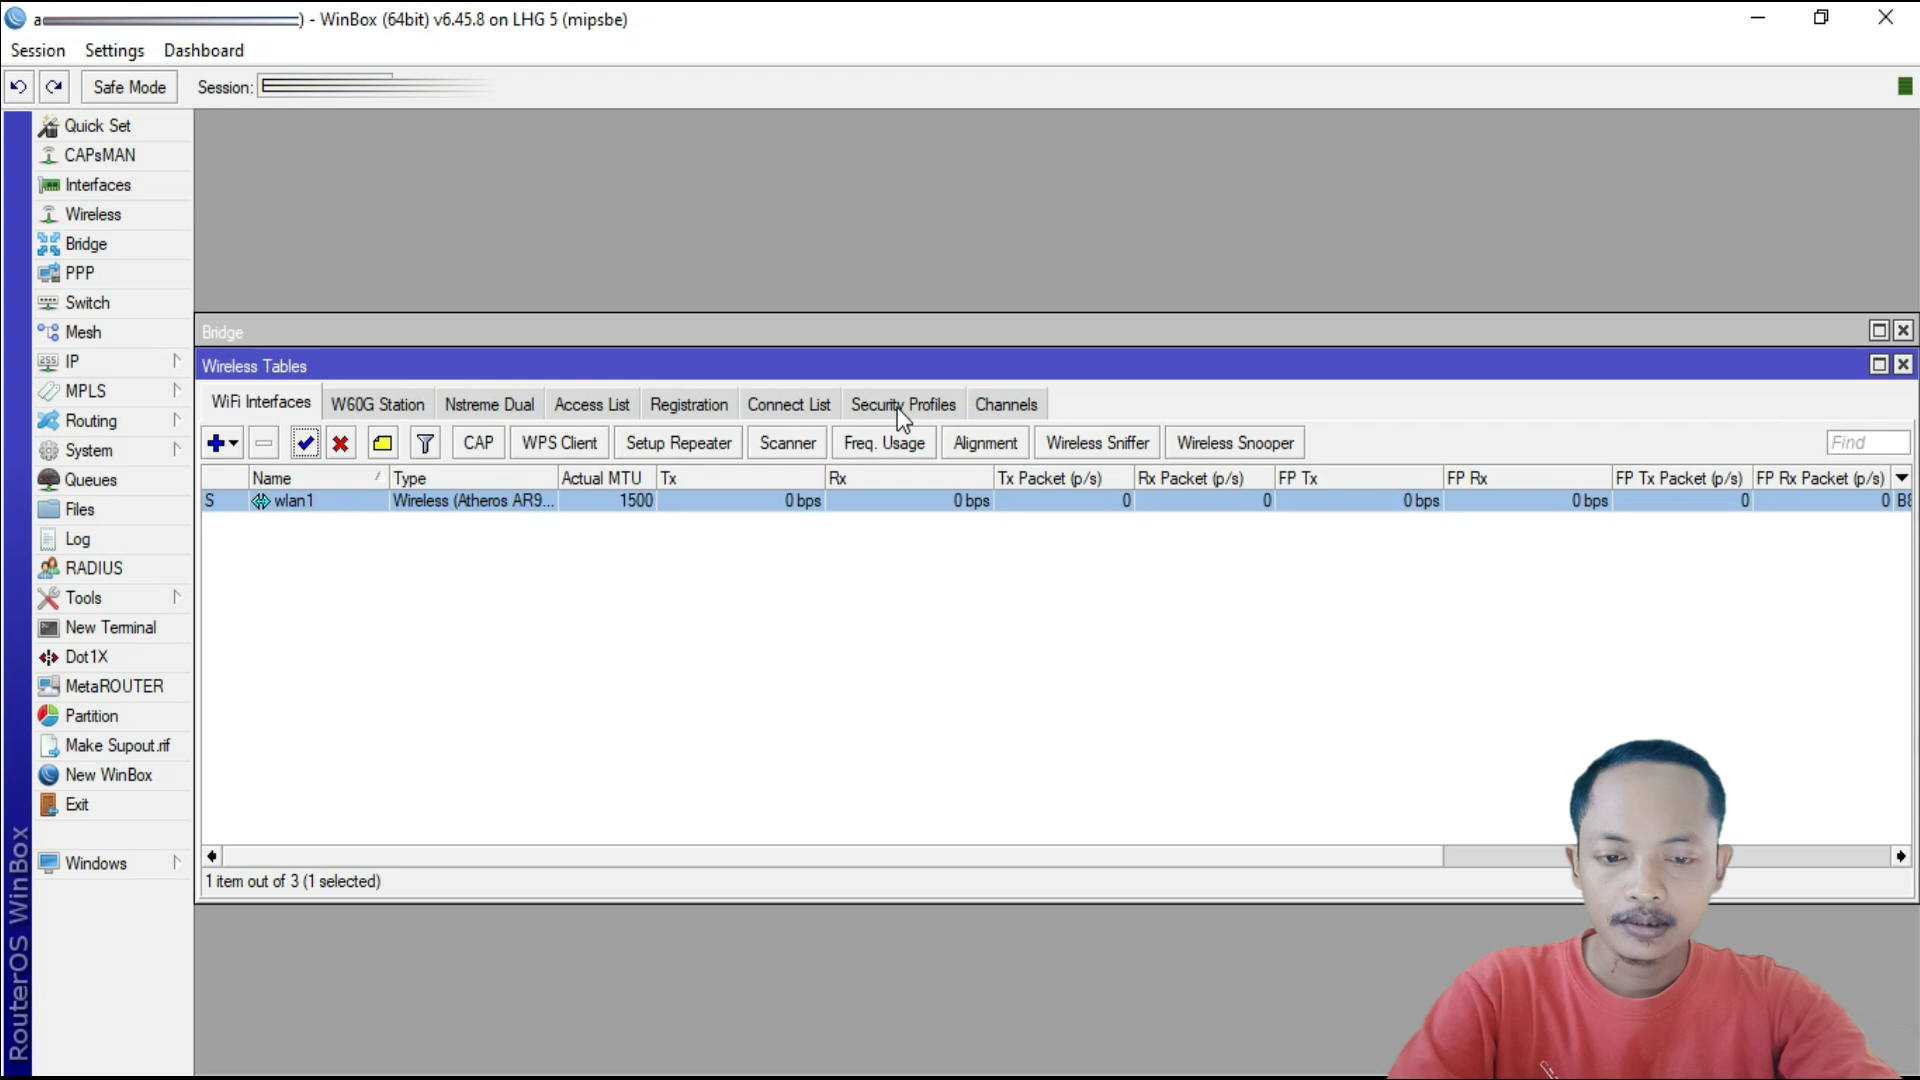 a) - WinBox (64bit) v6.45.8 on LHG 5 (mipsbe)
Session Settings Dashboard
Safe Mode Session:
Quick Set
CAPsMAN
Interfaces
Wireless
Bridge
PPP
Switch
Mesh
IP
MPLS
Routing
System
Queues
Files
Log
RADIUS
Tools
New Terminal
Dot1X
MetaROUTER
Partition
Make Supout.rif
New WinBox
Exit
Windows
RouterOS WinBox
Bridge
Wireless Tables
WiFi Interfaces W60G Station Nstreme Dual Access List Registration Connect List Security Profiles Channels
CAP WPS Client Setup Repeater Scanner Freq. Usage Alignment Wireless Sniffer Wireless Snooper Find
Name Type Actual MTU Tx Rx Tx Packet (p/s) Rx Packet (p/s) FP Tx FP Rx FP Tx Packet (p/s) FP Rx Packet (p/s)
S wlan1 Wireless (Atheros AR9... 1500 0 bps 0 bps 0 0 0 bps 0 bps 0 0
1 item out of 3 (1 selected)